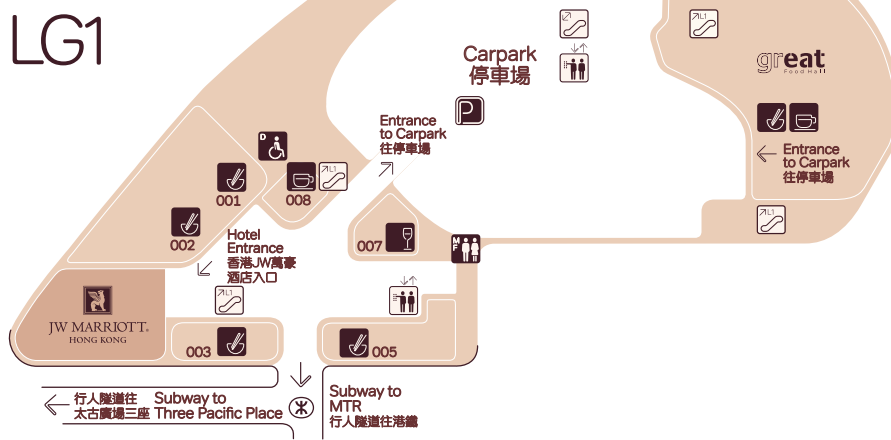 LG1
L1
great
Food Hall
Carpark
停車場
P
Entrance
to Carpark
往停車場
Entrance
to Carpark
往停車場
D
L1
001
008
002
Hotel
Entrance
香港JW萬豪
酒店入口
007
M
F
L1
L1
JW MARRIOTT®
HONG KONG
003
005
行人隧道往
太古廣場三座
Subway to
Three Pacific Place
Subway to
MTR
行人隧道往港鐵